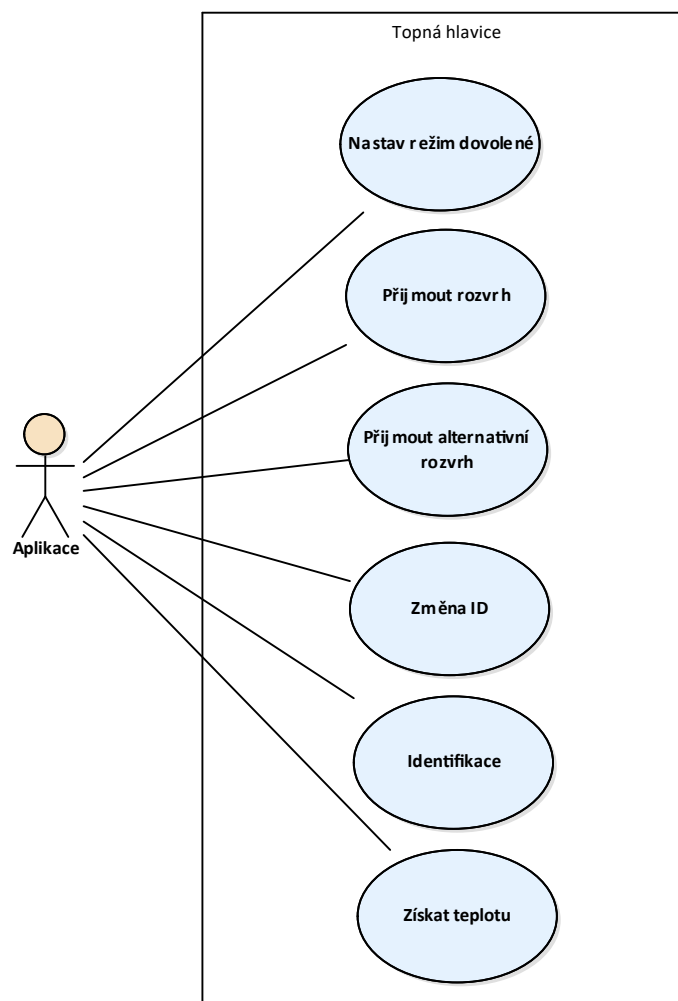 Topná hlavice
Nastav režim dovolené
Přijmout rozvrh
Přijmout alternativní
rozvrh
Aplikace
Změna ID
Identifikace
Získat teplotu